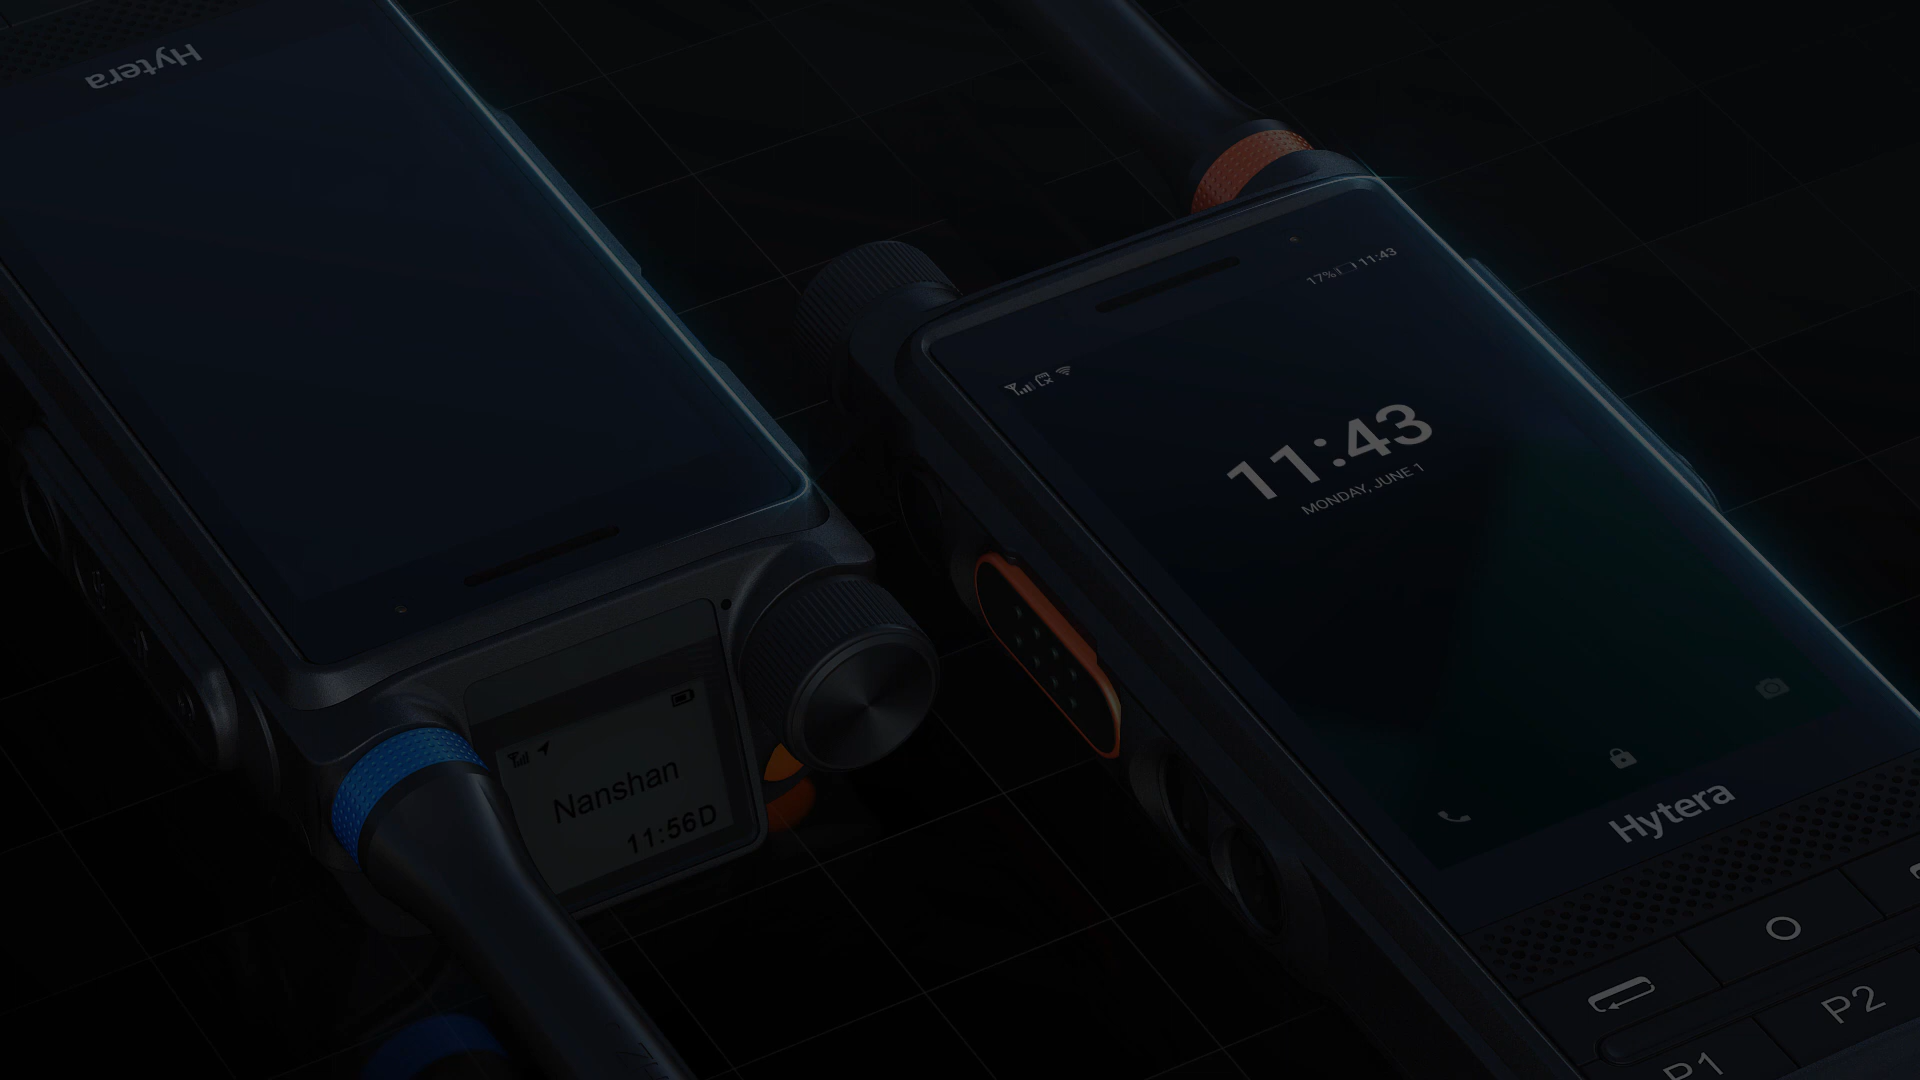 Hytera
17% 11:43
11:43
MONDAY, JUNE 1
Nanshan
11:56D
Hytera
P2
P1